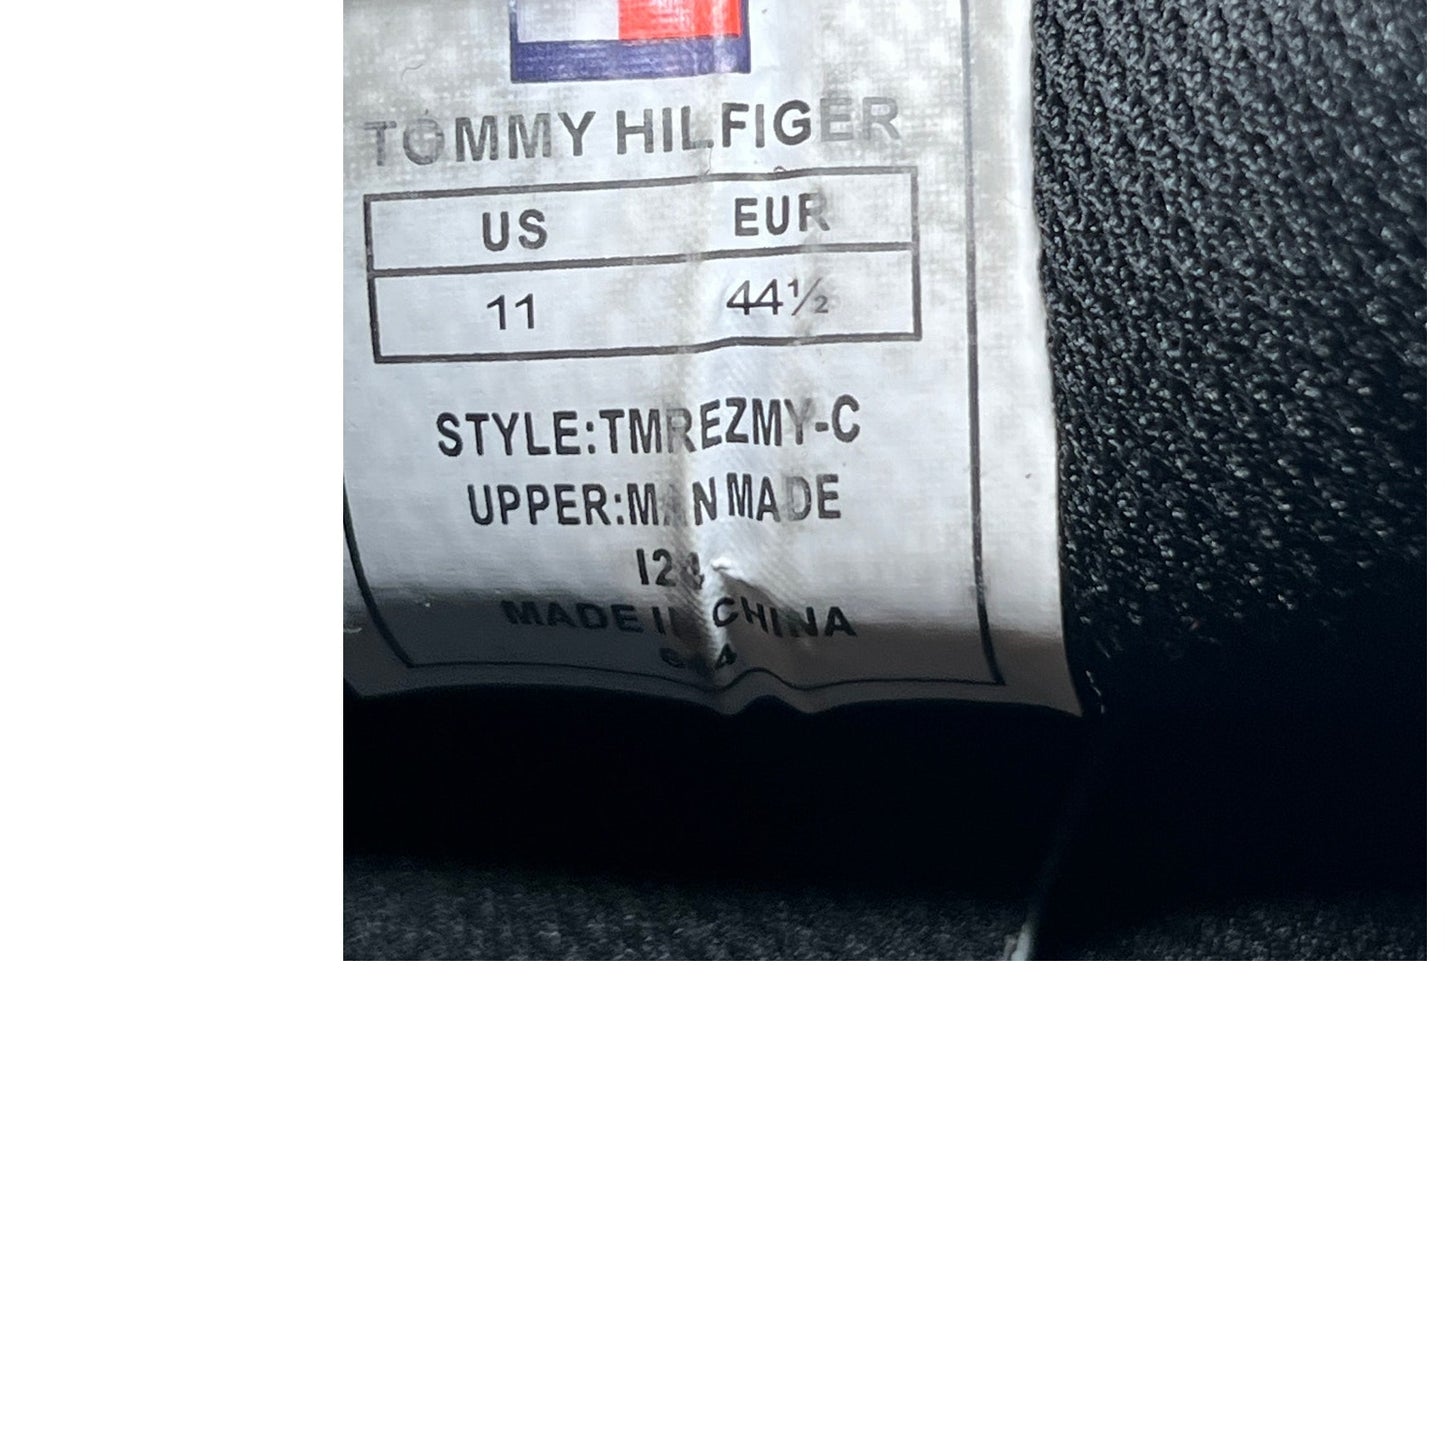 TOMMY HILFIGER
US EUR
11 44½
STYLE:TMREZMY-C
UPPER:MAN MADE
MADE IN CHINA